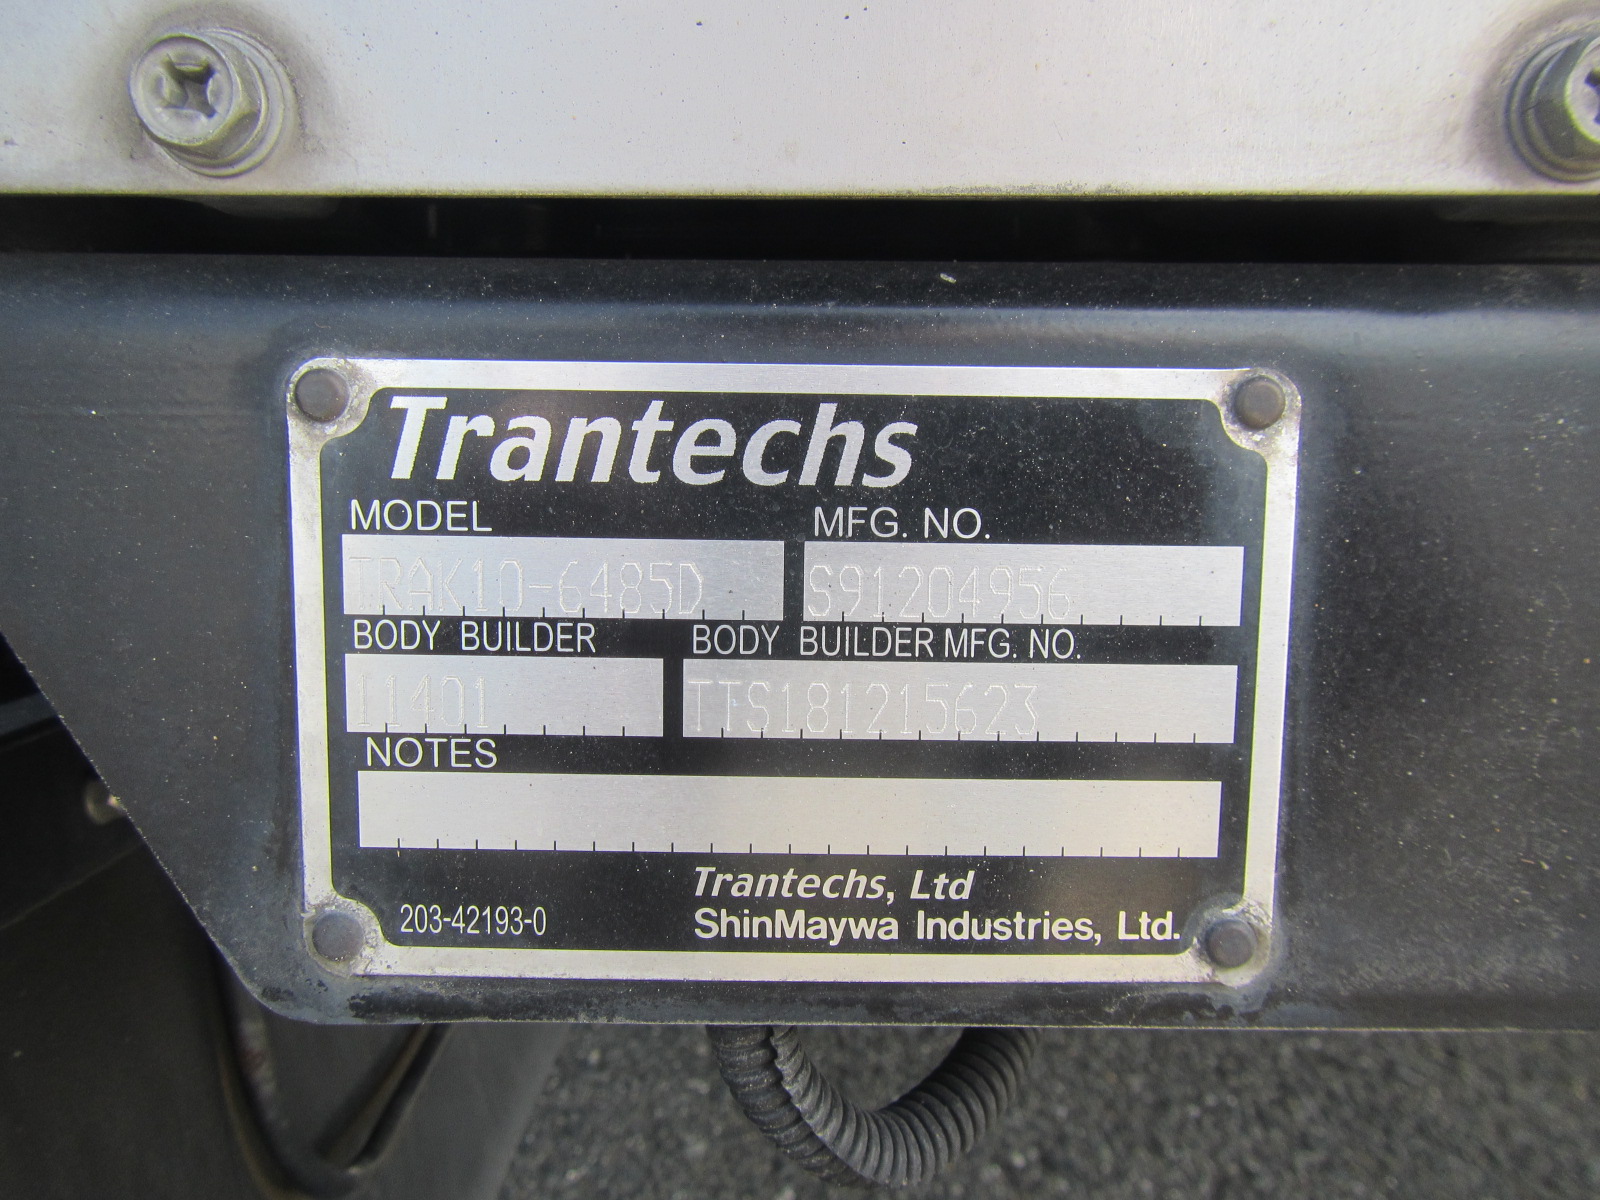 Trantechs
MODEL MFG. NO.
TRAK10-6485D S91204956
BODY BUILDER BODY BUILDER MFG. NO.
11401 TTS181215623
NOTES
Trantechs, Ltd
203-42193-0 ShinMaywa Industries, Ltd.